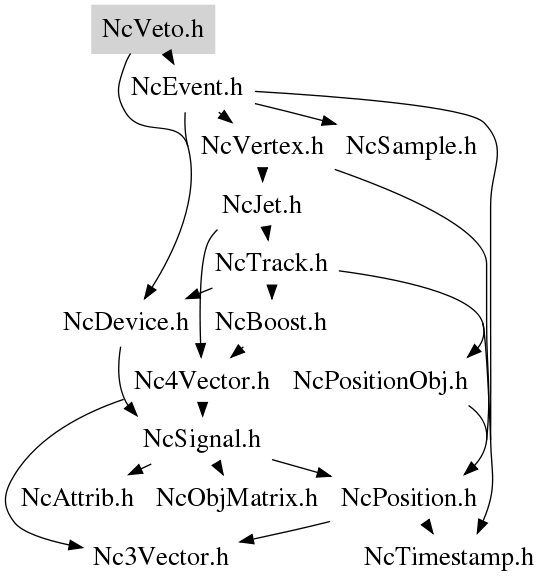 NcVeto.h
NcEvent.h
NcVertex.h NcSample.h
NcJet.h
NcTrack.h
NcDevice.h NcBoost.h
Nc4Vector.h NcPositionObj.h
NcSignal.h
NcAttrib.h NcObjMatrix.h NcPosition.h
Nc3Vector.h NcTimestamp.h